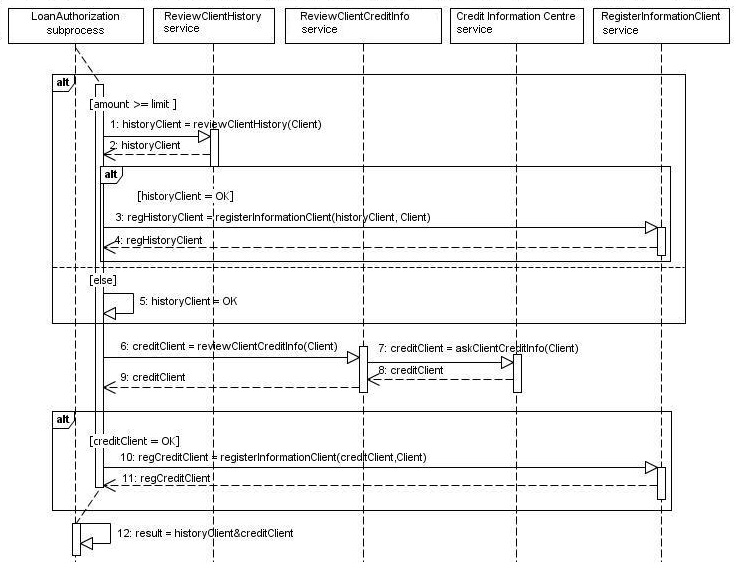 LoanAuthorization
subprocess
ReviewClientHistory
service
ReviewClientCreditInfo
service
Credit Information Centre
service
RegisterInformationClient
service
alt
[amount >= limit ]
1: historyClient = reviewClientHistory(Client)
2: historyClient
alt
[historyClient = OK]
3: regHistoryClient = registerInformationClient(historyClient, Client)
4: regHistoryClient
[else]
5: historyClient = OK
6: creditClient = reviewClientCreditInfo(Client)
7: creditClient = askClientCreditInfo(Client)
8: creditClient
9: creditClient
alt
[creditClient = OK]
10: regCreditClient = registerInformationClient(creditClient,Client)
11: regCreditClient
12: result = historyClient&creditClient